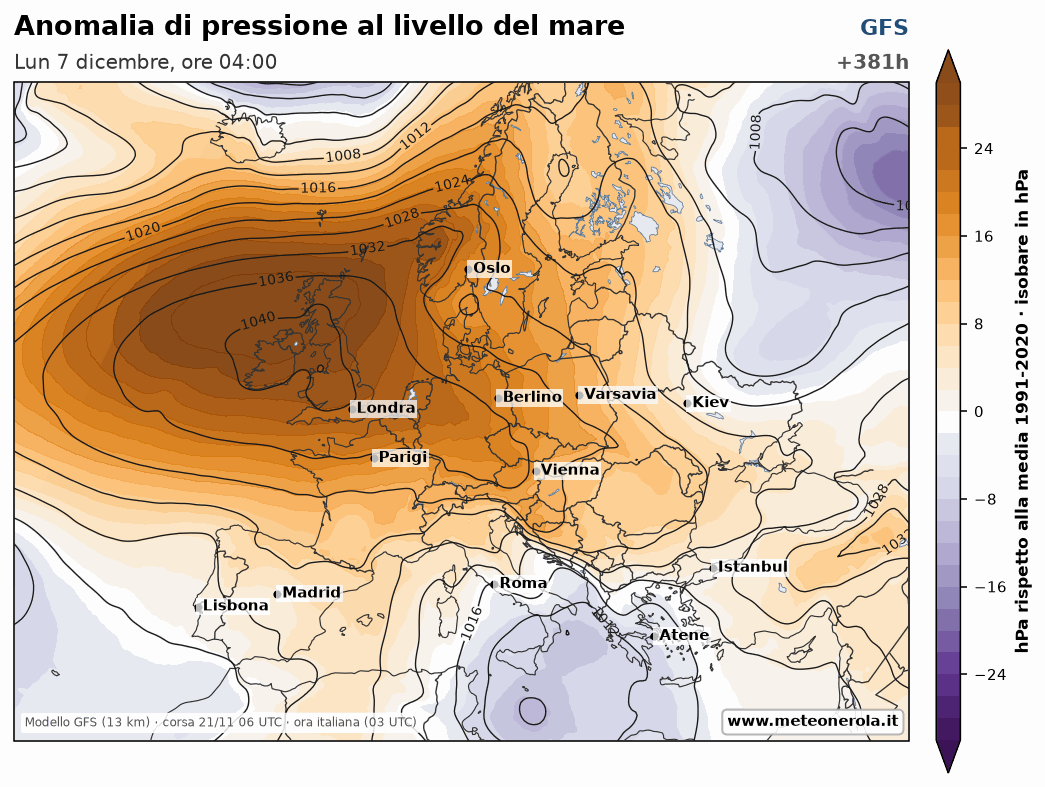 Anomalia di pressione al livello del mare
GFS
Lun 7 dicembre, ore 04:00
+381h
1008
1012
1008
1016
1024
1028
1020
1032
1036
1040
Oslo
Londra
Berlino
Varsavia
Kiev
Parigi
Vienna
1028
Istanbul
Roma
Madrid
Lisbona
1016
Atene
Modello GFS (13 km) · corsa 21/11 06 UTC · ora italiana (03 UTC)
www.meteonerola.it
24
16
8
0
−8
−16
−24
hPa rispetto alla media 1991-2020 · isobare in hPa